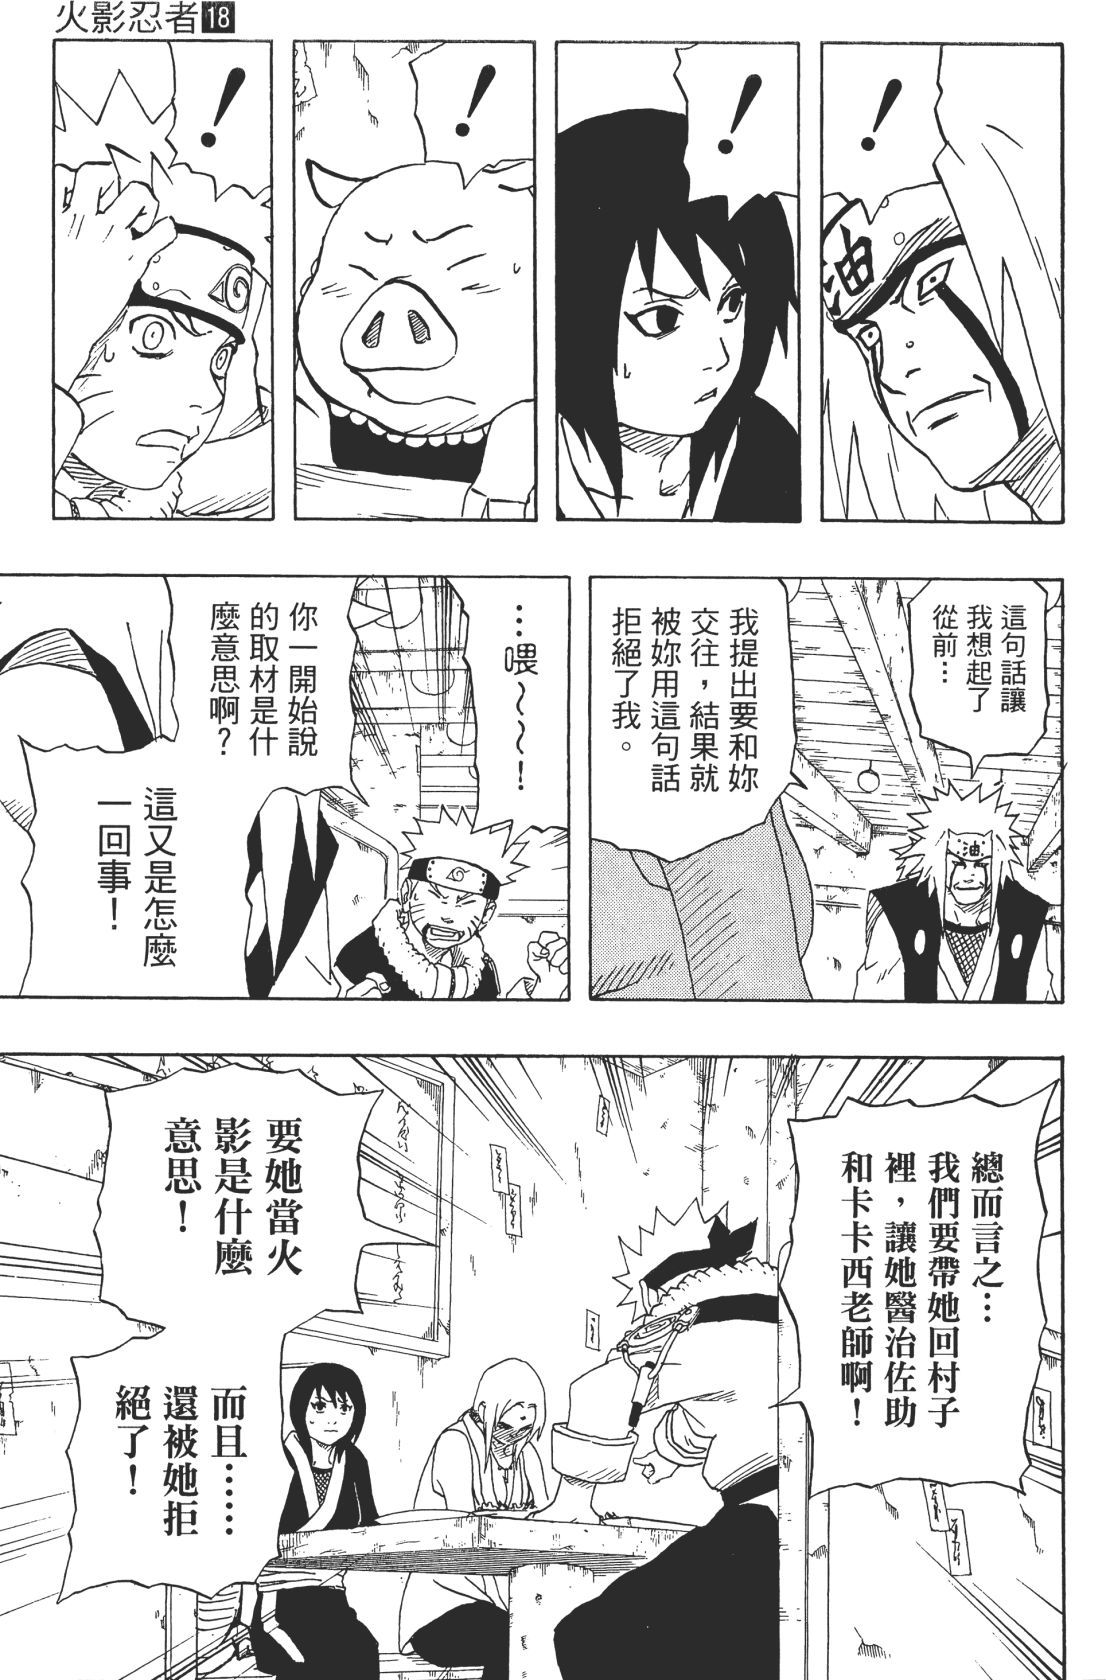 火影忍者18
！
！
！
！
這句話讓
我想起了
從前…
我提出要和妳
交往，結果就
被妳用這句話
拒絕了我。
…喂～～～！
你一開始說
的取材是什
麼意思啊？
這又是怎麼
一回事！
總而言之…
我們要帶她回村子
裡，讓她醫治佐助
和卡卡西老師啊！
要她當火
影是什麼
意思！
而且……
還被她拒
絕了！
油
油